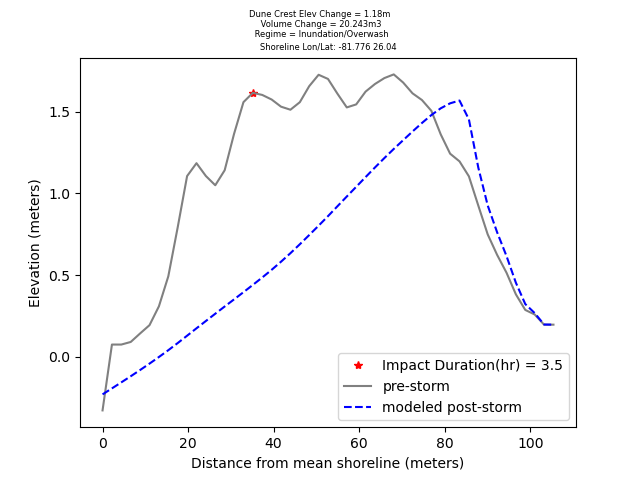 Dune Crest Elev Change = 1.18m
Volume Change = 20.243m3
Regime = Inundation/Overwash
Shoreline Lon/Lat: -81.776 26.04
Elevation (meters)
1.5
1.0
0.5
0.0
Impact Duration(hr) = 3.5
pre-storm
modeled post-storm
0 20 40 60 80 100
Distance from mean shoreline (meters)